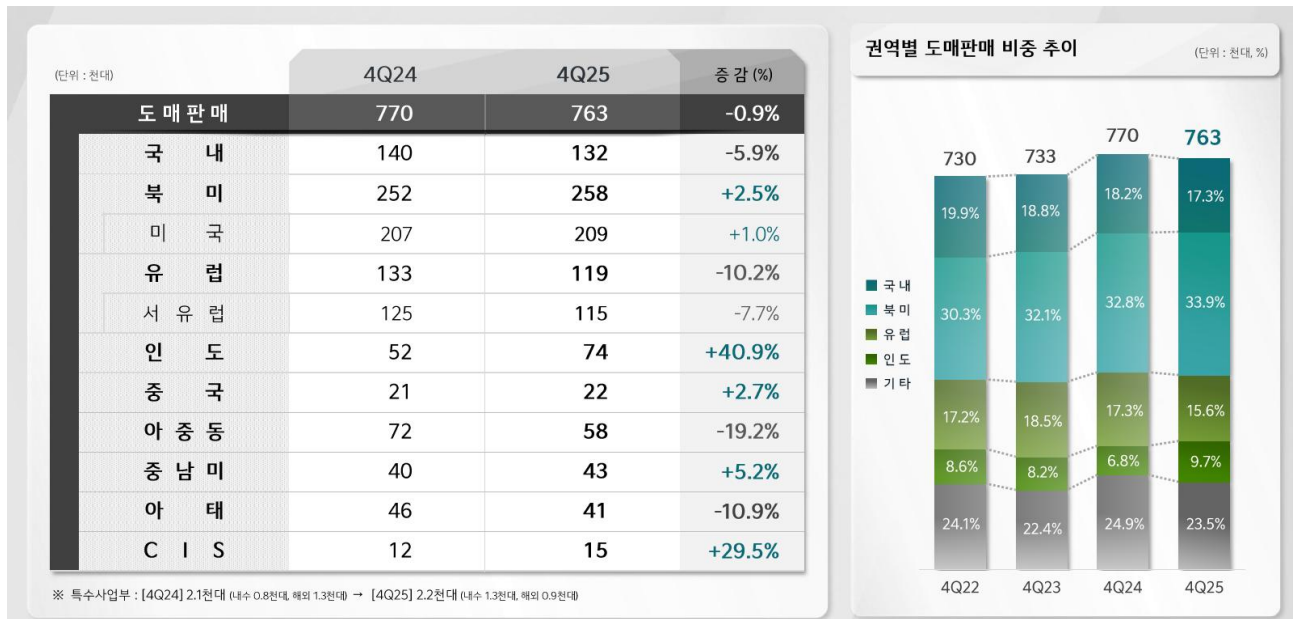 (단위 : 천대) 4Q24 4Q25 증 감 (%)
도 매 판 매 770 763 -0.9%
국 내 140 132 -5.9%
북 미 252 258 +2.5%
미 국 207 209 +1.0%
유 럽 133 119 -10.2%
서 유 럽 125 115 -7.7%
인 도 52 74 +40.9%
중 국 21 22 +2.7%
아 중 동 72 58 -19.2%
중 남 미 40 43 +5.2%
아 태 46 41 -10.9%
C I S 12 15 +29.5%
※ 특수사업부 : [4Q24] 2.1천대 (내수 0.8천대, 해외 1.3천대) → [4Q25] 2.2천대 (내수 1.3천대, 해외 0.9천대)
권역별 도매판매 비중 추이 (단위 : 천대, %)
730 733 770 763
19.9% 18.8% 18.2% 17.3%
30.3% 32.1% 32.8% 33.9%
17.2% 18.5% 17.3% 15.6%
8.6% 8.2% 6.8% 9.7%
24.1% 22.4% 24.9% 23.5%
4Q22 4Q23 4Q24 4Q25
국 내
북 미
유 럽
인 도
기 타